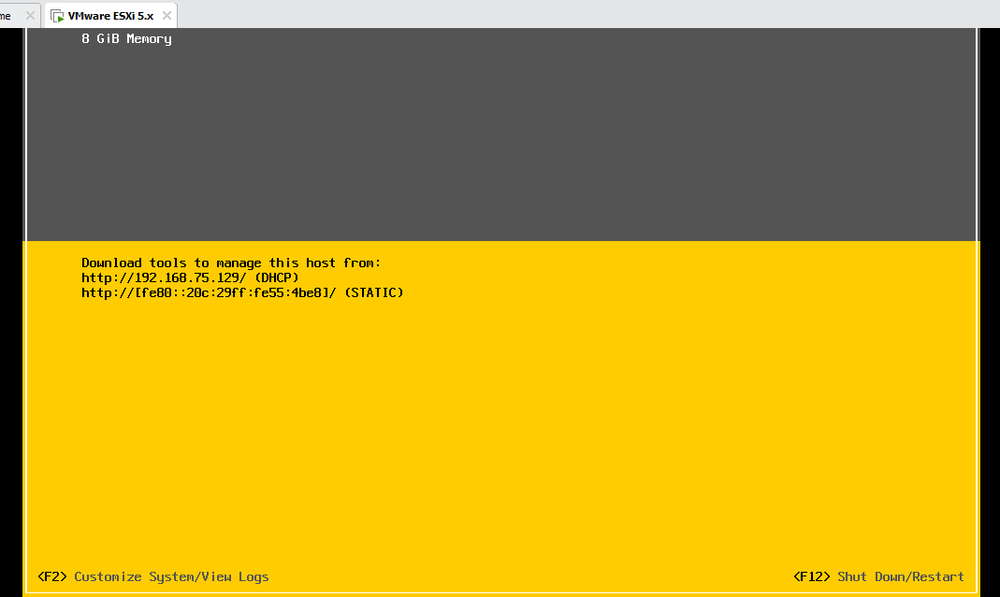 me
VMware ESXi 5.x
8 GiB Memory
Download tools to manage this host from:
http://192.168.75.129/ (DHCP)
http://[fe80::20c:29ff:fe55:4be8]/ (STATIC)
<F2> Customize System/View Logs
<F12> Shut Down/Restart